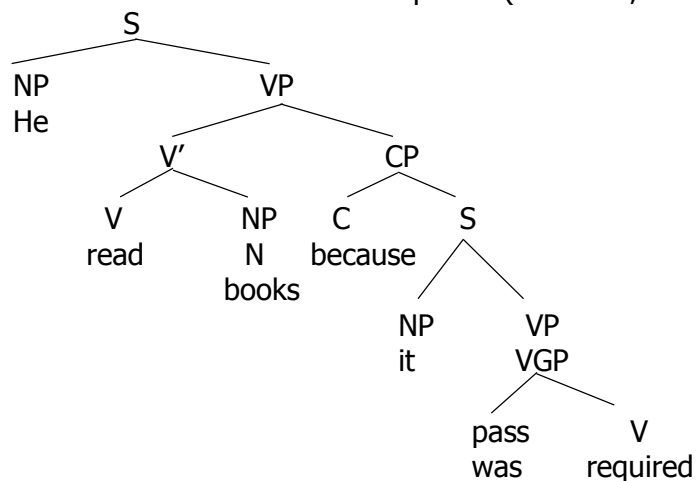 S
NP VP
He
V' CP
V NP C S
read N because
books
NP VP
it VGP
pass V
was required